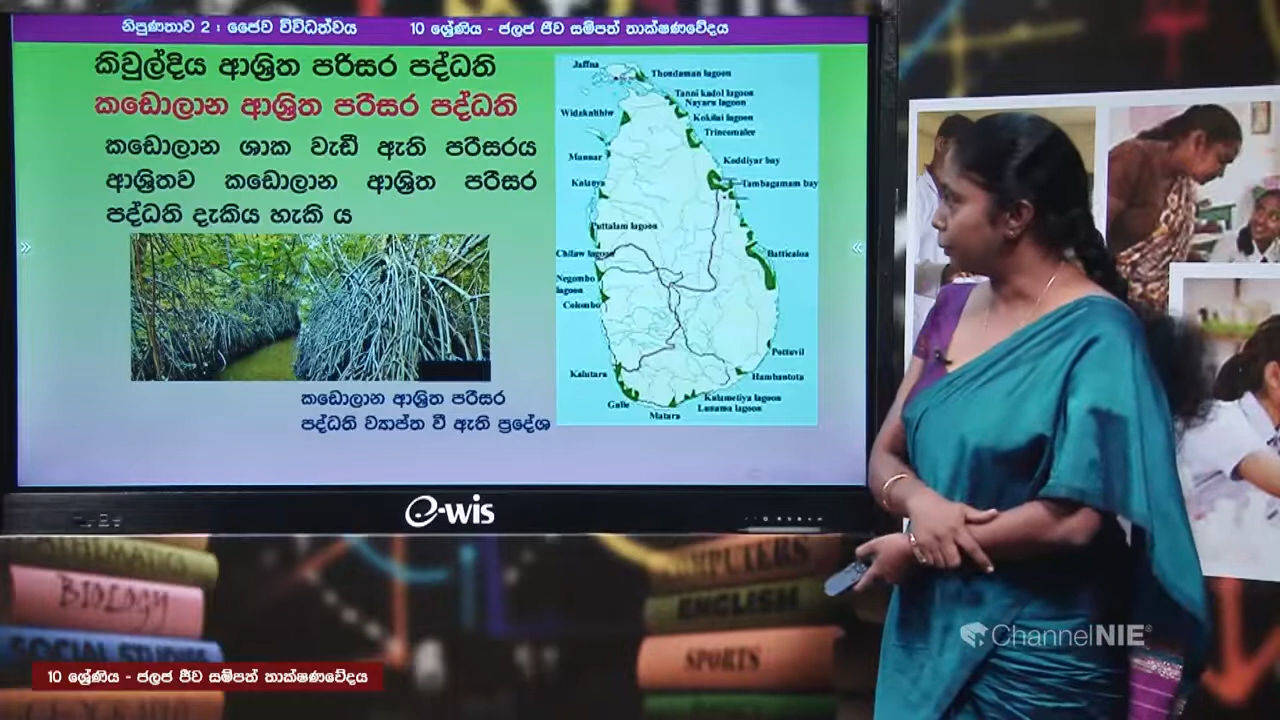 නිපුණතාව 2 : ජෛව විවිධත්වය 10 ශ්‍රේණිය - ජලජ ජීව සම්පත් තාක්ෂණවේදය
කිවුල්දිය ආශ්‍රිත පරිසර පද්ධති
කඩොලාන ආශ්‍රිත පරිසර පද්ධති
කඩොලාන ශාක වැඩී ඇති පරිසරය
ආශ්‍රිතව කඩොලාන ආශ්‍රිත පරිසර
පද්ධති දැකිය හැකි ය
කඩොලාන ආශ්‍රිත පරිසර
පද්ධති ව්‍යාප්ත වී ඇති ප්‍රදේශ
Jaffna
Thondaman lagoon
Tanni kadol lagoon
Nayaru lagoon
Widakalthiw
Kokilai lagoon
Trincomalee
Mannar
Koddiyar bay
Kalanya
Tambagamam bay
Puttalam lagoon
Chilaw lagoon
Batticaloa
Negombo
lagoon
Colombo
Pottuvil
Kalutara
Hambantota
Galle
Kalametiya lagoon
Lunama lagoon
Matara
e-wis
MATHEMATICS
BIOLOGY
SOCIAL STUDIES
COMPUTERS
ENGLISH
SPORTS
ChannelNIE
10 ශ්‍රේණිය - ජලජ ජීව සම්පත් තාක්ෂණවේදය